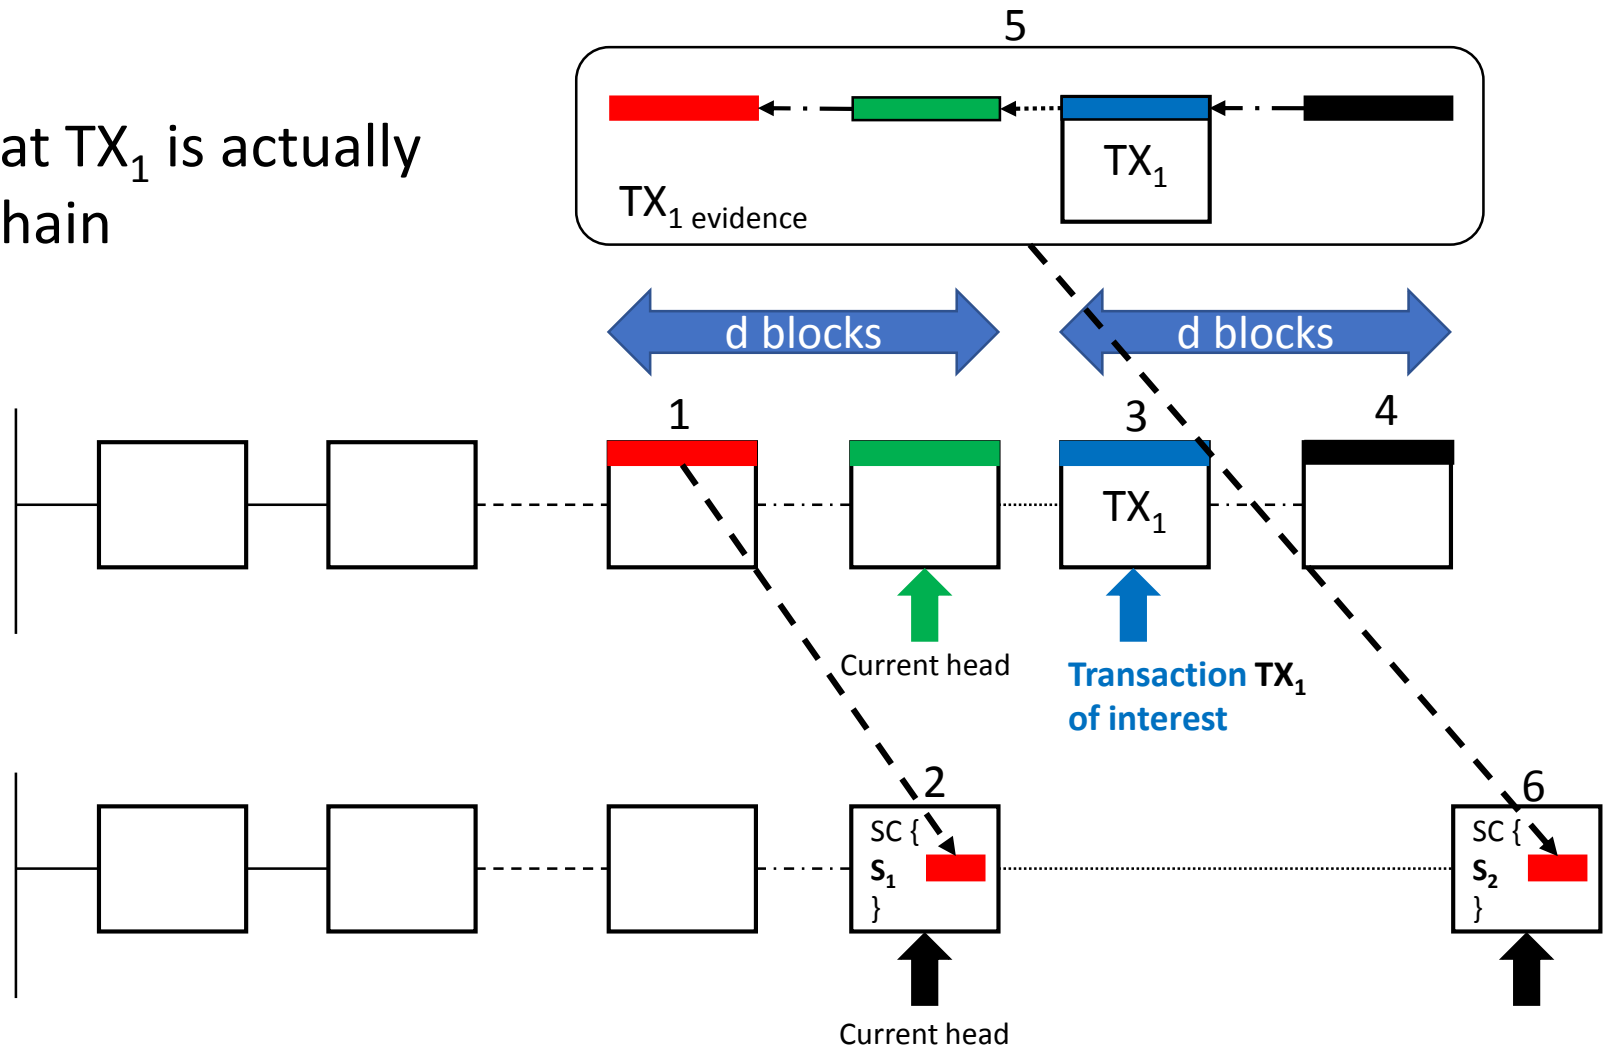 5
at TX₁ is actually
hain
TX₁
TX₁ evidence
d blocks
d blocks
1
3
4
TX₁
Current head
Transaction TX₁
of interest
2
6
SC {
S₁
}
SC {
S₂
}
Current head